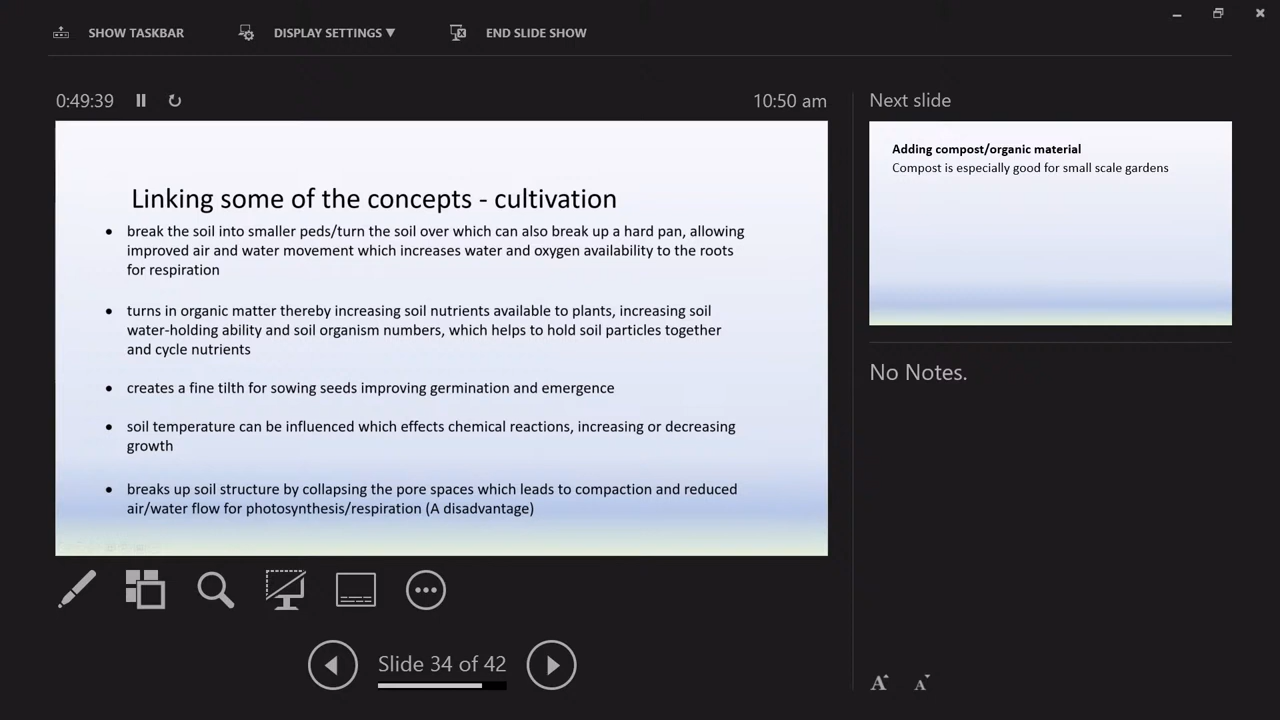 SHOW TASKBAR
DISPLAY SETTINGS ▼
END SLIDE SHOW
0:49:39
10:50 am
Linking some of the concepts - cultivation
• break the soil into smaller peds/turn the soil over which can also break up a hard pan, allowing
improved air and water movement which increases water and oxygen availability to the roots
for respiration
• turns in organic matter thereby increasing soil nutrients available to plants, increasing soil
water-holding ability and soil organism numbers, which helps to hold soil particles together
and cycle nutrients
• creates a fine tilth for sowing seeds improving germination and emergence
• soil temperature can be influenced which effects chemical reactions, increasing or decreasing
growth
• breaks up soil structure by collapsing the pore spaces which leads to compaction and reduced
air/water flow for photosynthesis/respiration (A disadvantage)
Slide 34 of 42
Next slide
Adding compost/organic material
Compost is especially good for small scale gardens
No Notes.
A A